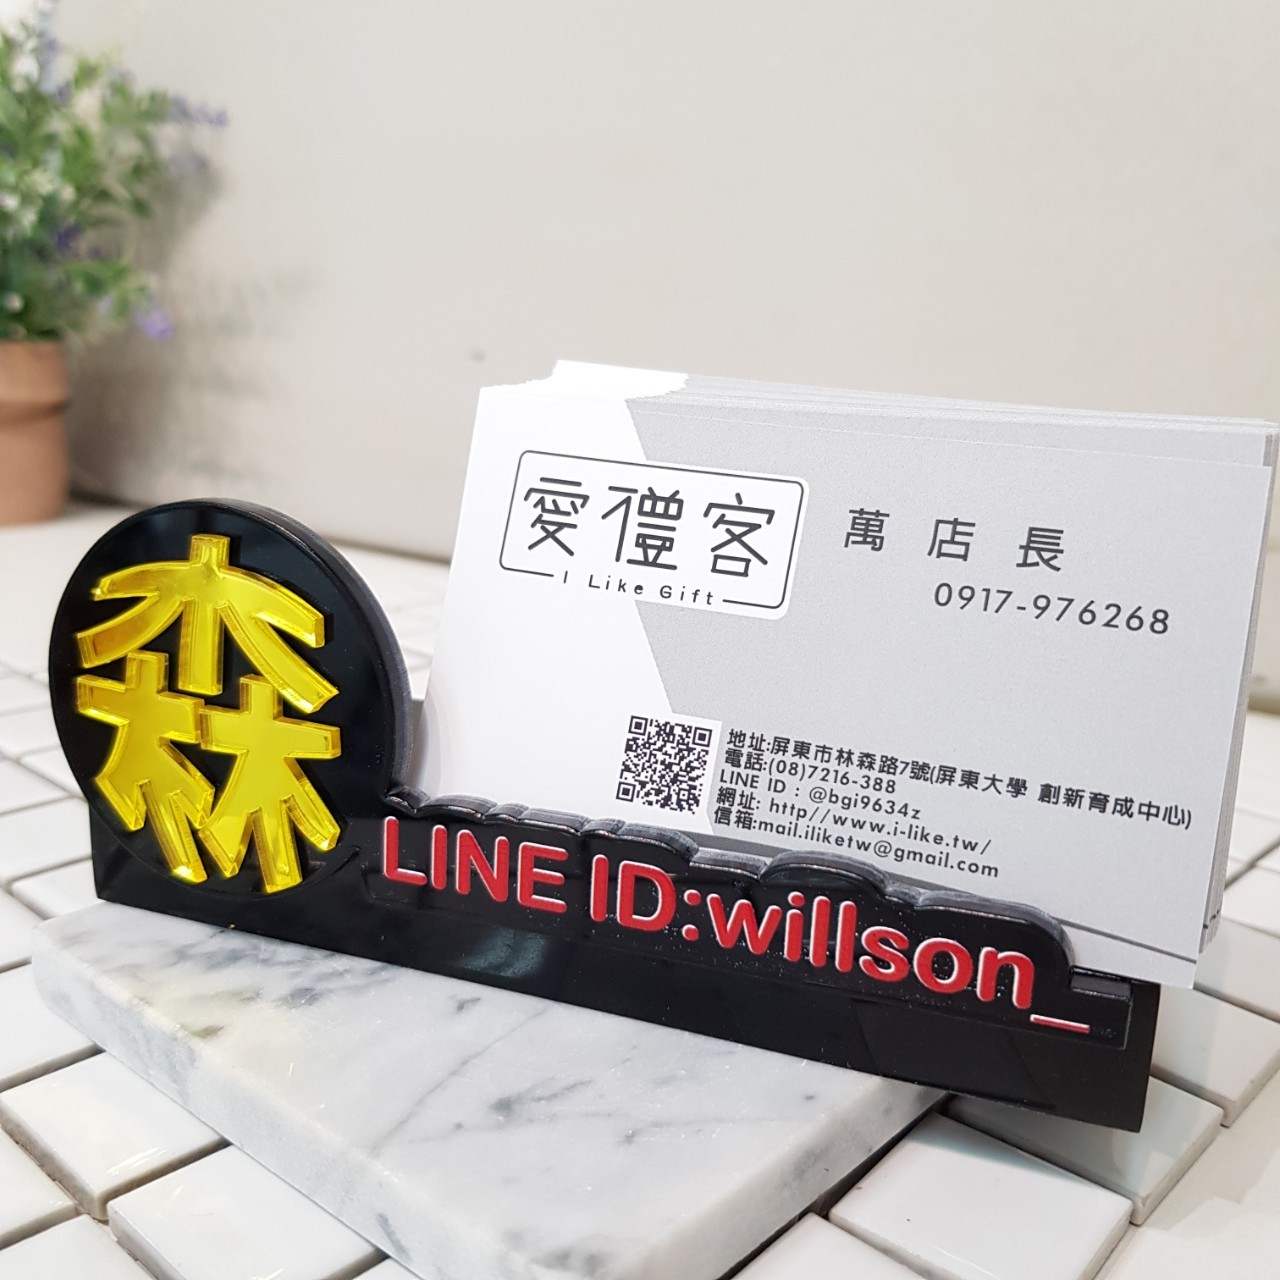 森
LINE ID:willson_
愛禮客
I Like Gift
萬店長
0917-976268
地址:屏東市林森路7號(屏東大學 創新育成中心)
電話:(08)7216-388
LINE ID : @bgi9634z
網址: http//www.i-like.tw/
信箱:mail.iliketw@gmail.com